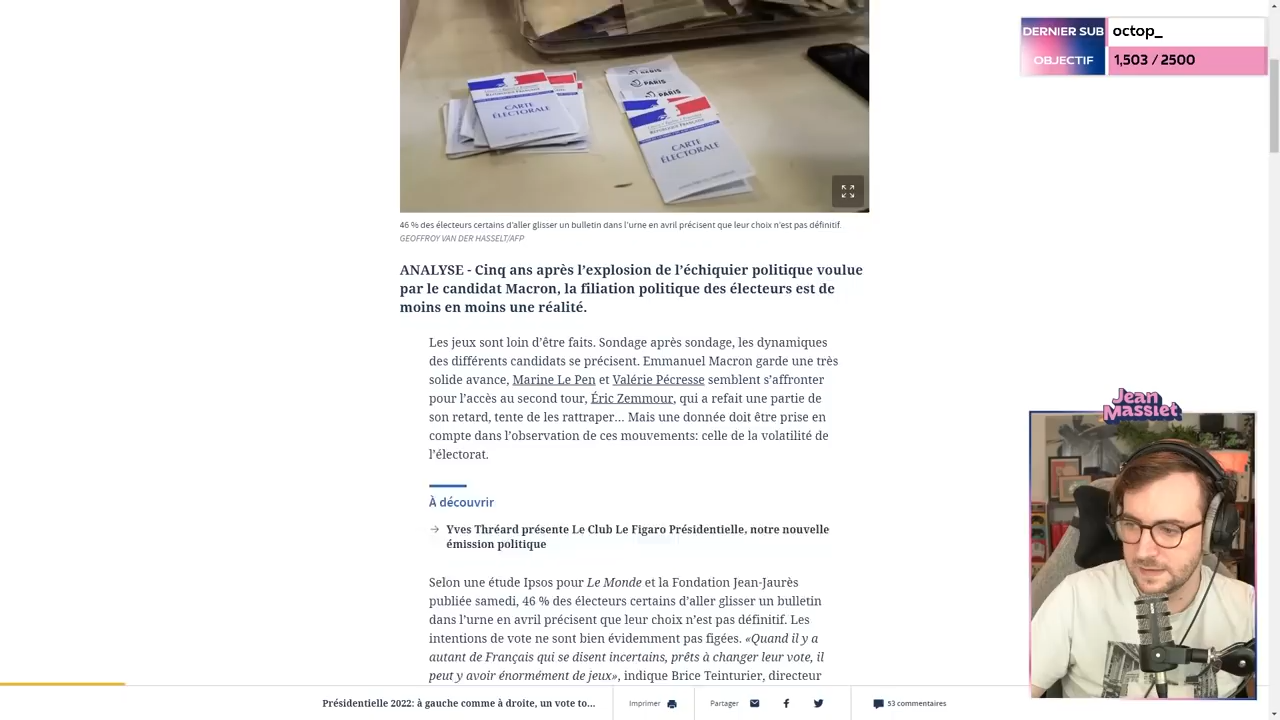 DERNIER SUB
octop_
OBJECTIF
1,503 / 2500
PARIS
PARIS
CARTE
ÉLECTORALE
CARTE
ÉLECTORALE
46 % des électeurs certains d'aller glisser un bulletin dans l'urne en avril précisent que leur choix n'est pas définitif.
GEOFFROY VAN DER HASSELT/AFP
ANALYSE - Cinq ans après l'explosion de l'échiquier politique voulue
par le candidat Macron, la filiation politique des électeurs est de
moins en moins une réalité.
Les jeux sont loin d'être faits. Sondage après sondage, les dynamiques
des différents candidats se précisent. Emmanuel Macron garde une très
solide avance, Marine Le Pen et Valérie Pécresse semblent s'affronter
pour l'accès au second tour, Éric Zemmour, qui a refait une partie de
son retard, tente de les rattraper... Mais une donnée doit être prise en
compte dans l'observation de ces mouvements: celle de la volatilité de
l'électorat.
À découvrir
→ Yves Thréard présente Le Club Le Figaro Présidentielle, notre nouvelle
émission politique
Selon une étude Ipsos pour Le Monde et la Fondation Jean-Jaurès
publiée samedi, 46 % des électeurs certains d'aller glisser un bulletin
dans l'urne en avril précisent que leur choix n'est pas définitif. Les
intentions de vote ne sont bien évidemment pas figées. «Quand il y a
autant de Français qui se disent incertains, prêts à changer leur vote, il
peut y avoir énormément de jeux», indique Brice Teinturier, directeur
Jean
Massiet
Présidentielle 2022: à gauche comme à droite, un vote to...
Imprimer
Partager
53 commentaires